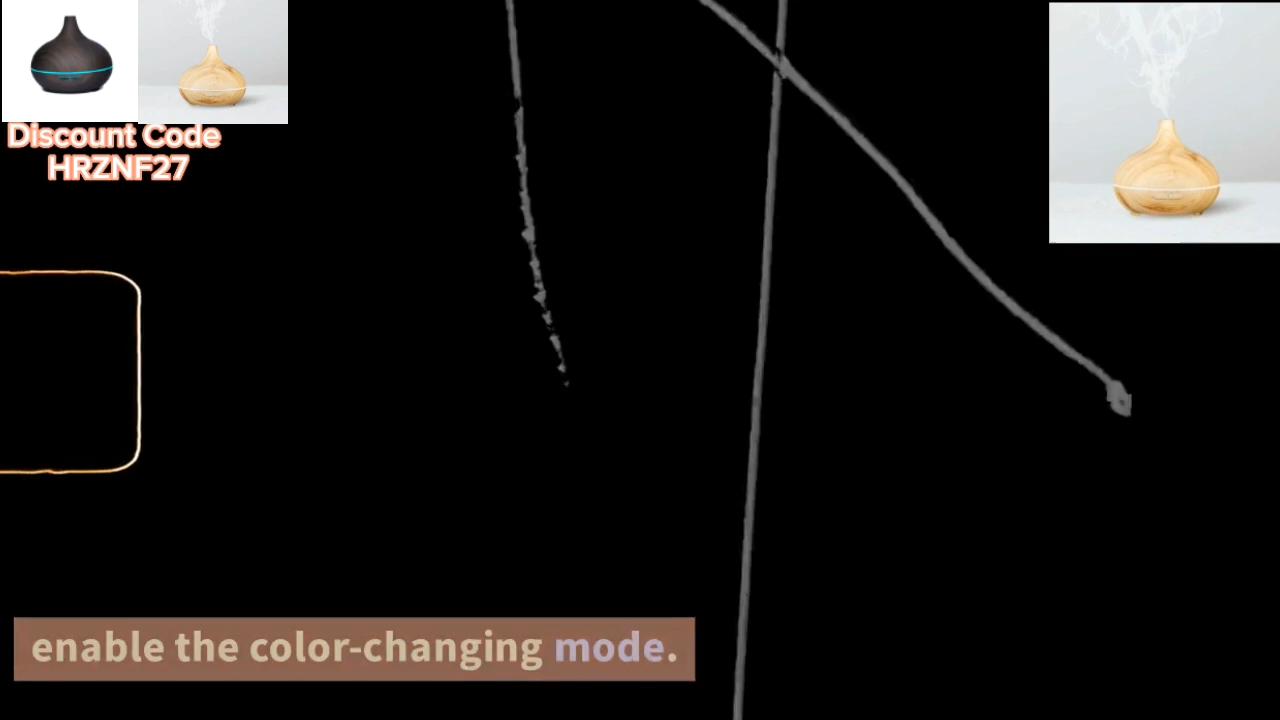 Discount Code
HRZNF27
enable the color-changing mode.